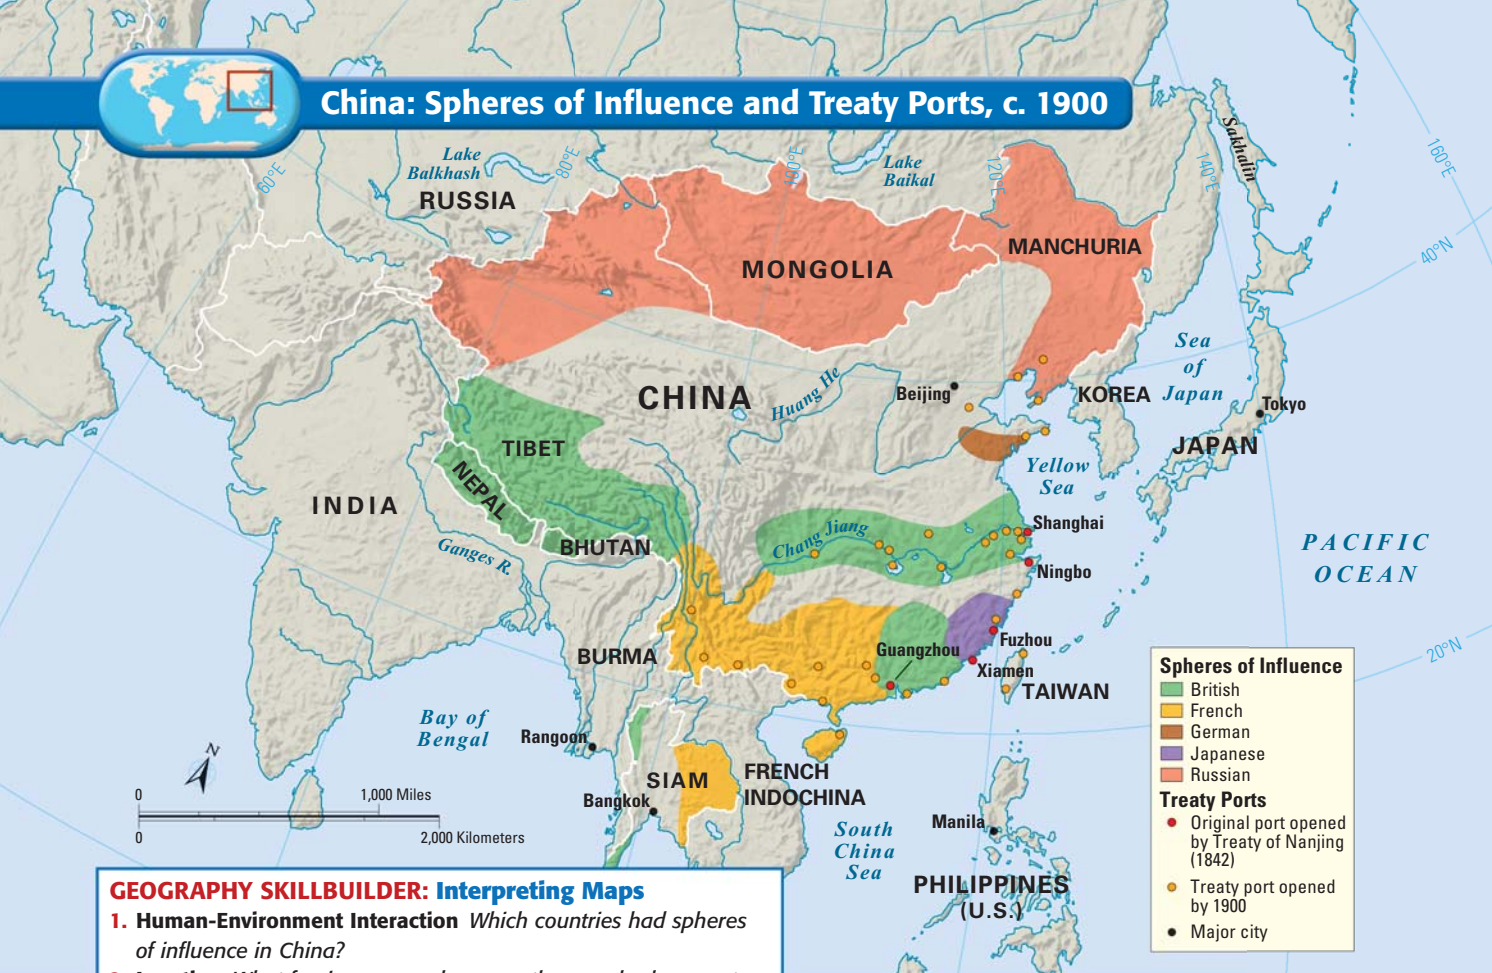 China: Spheres of Influence and Treaty Ports, c. 1900
60°E
80°E
100°E
120°E
140°E
160°E
40°N
20°N
Lake
Balkhash
RUSSIA
Lake
Baikal
Sakhalin
MONGOLIA
MANCHURIA
CHINA
Huang He
Beijing
KOREA
Sea
of
Japan
Tokyo
JAPAN
TIBET
NEPAL
INDIA
Yellow
Sea
Shanghai
Chang Jiang
BHUTAN
Ganges R.
Ningbo
PACIFIC
OCEAN
Fuzhou
Guangzhou
BURMA
Xiamen
TAIWAN
Bay of
Bengal
Rangoon
SIAM
Bangkok
FRENCH
INDOCHINA
South
China
Sea
Manila
PHILIPPINES
(U.S.)
N
0
1,000 Miles
0
2,000 Kilometers
Spheres of Influence
British
French
German
Japanese
Russian
Treaty Ports
Original port opened
by Treaty of Nanjing
(1842)
Treaty port opened
by 1900
Major city
GEOGRAPHY SKILLBUILDER: Interpreting Maps
1. Human-Environment Interaction Which countries had spheres
of influence in China?